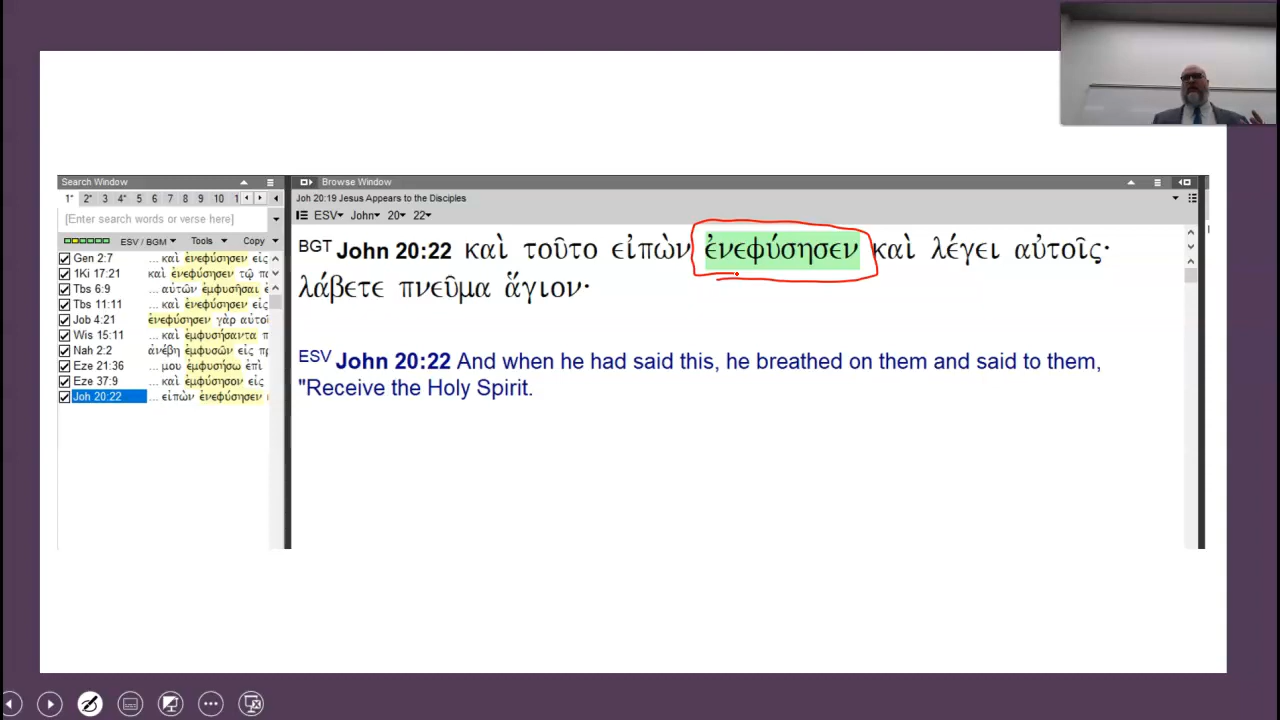 Search Window
Browse Window
1* 2* 3 4* 5 6 7 8 9 10 1
Joh 20:19 Jesus Appears to the Disciples
[Enter search words or verse here]
ESV John 20 22
ESV / BGM Tools Copy
Gen 2:7 ... καὶ ἐνεφύσησεν εἰς
1Ki 17:21 καὶ ἐνεφύσησεν τῷ πα
Tbs 6:9 ... αὐτῶν ἐμφυσῆσαι ἐ
Tbs 11:11 ... καὶ ἐνεφύσησεν εἰς
Job 4:21 ἐνεφύσησεν γὰρ αὐτοῖ
Wis 15:11 ... καὶ ἐμφυσήσαντα π
Nah 2:2 ἀνέβη ἐμφυσῶν εἰς πρ
Eze 21:36 ... μου ἐμφυσήσω ἐπὶ
Eze 37:9 ... καὶ ἐμφύσησον εἰς
Joh 20:22 ... εἰπὼν ἐνεφύσησεν κ
BGT John 20:22 καὶ τοῦτο εἰπὼν ἐνεφύσησεν καὶ λέγει αὐτοῖς·
λάβετε πνεῦμα ἅγιον·
ESV John 20:22 And when he had said this, he breathed on them and said to them,
"Receive the Holy Spirit.